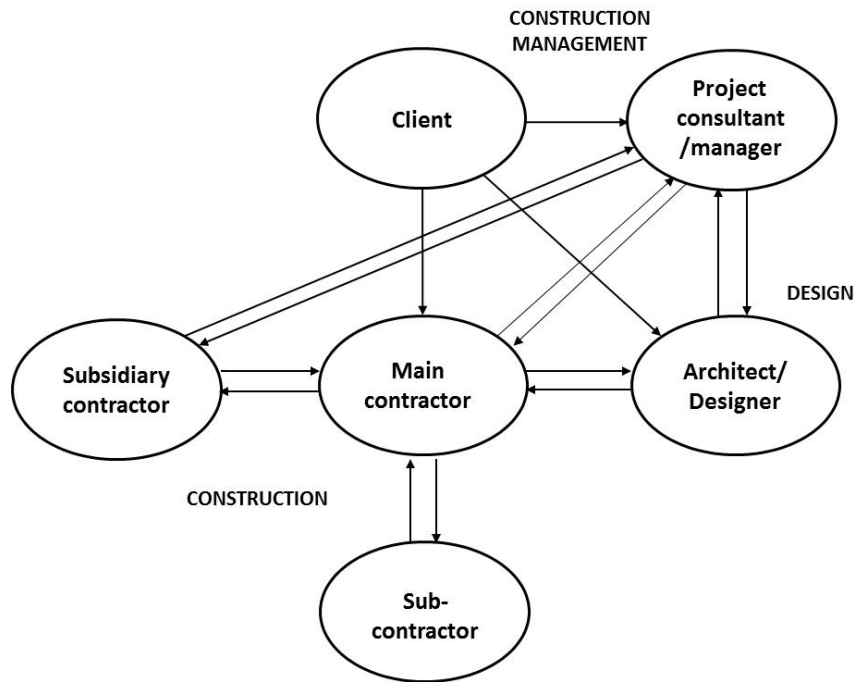 CONSTRUCTION
MANAGEMENT
Client
Project
consultant
/manager
DESIGN
Subsidiary
contractor
Main
contractor
Architect/
Designer
CONSTRUCTION
Sub-
contractor